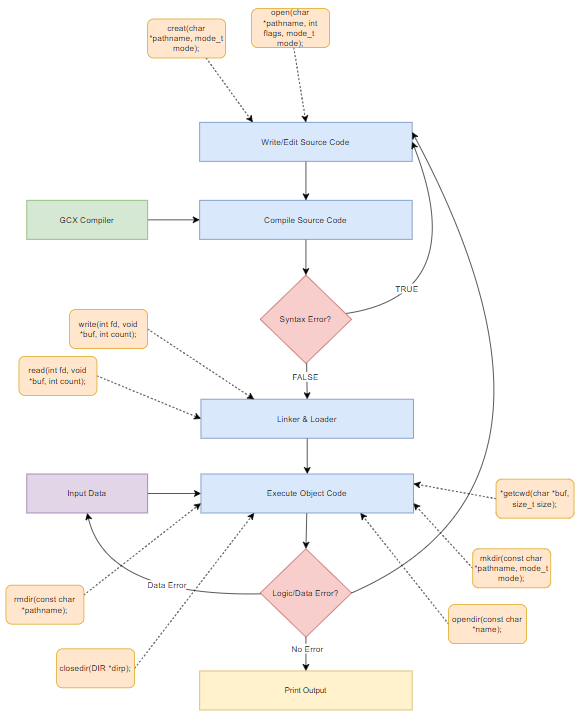 open(char
*pathname, int
flags, mode_t
mode);
creat(char
*pathname, mode_t
mode);
Write/Edit Source Code
GCX Compiler
Compile Source Code
TRUE
Syntax Error?
write(int fd, void
*buf, int count);
FALSE
read(int fd, void
*buf, int count);
Linker & Loader
Input Data
Execute Object Code
*getcwd(char *buf,
size_t size);
mkdir(const char
*pathname, mode_t
mode);
Data Error
Logic/Data Error?
rmdir(const char
*pathname);
opendir(const char
*name);
No Error
closedir(DIR *dirp);
Print Output